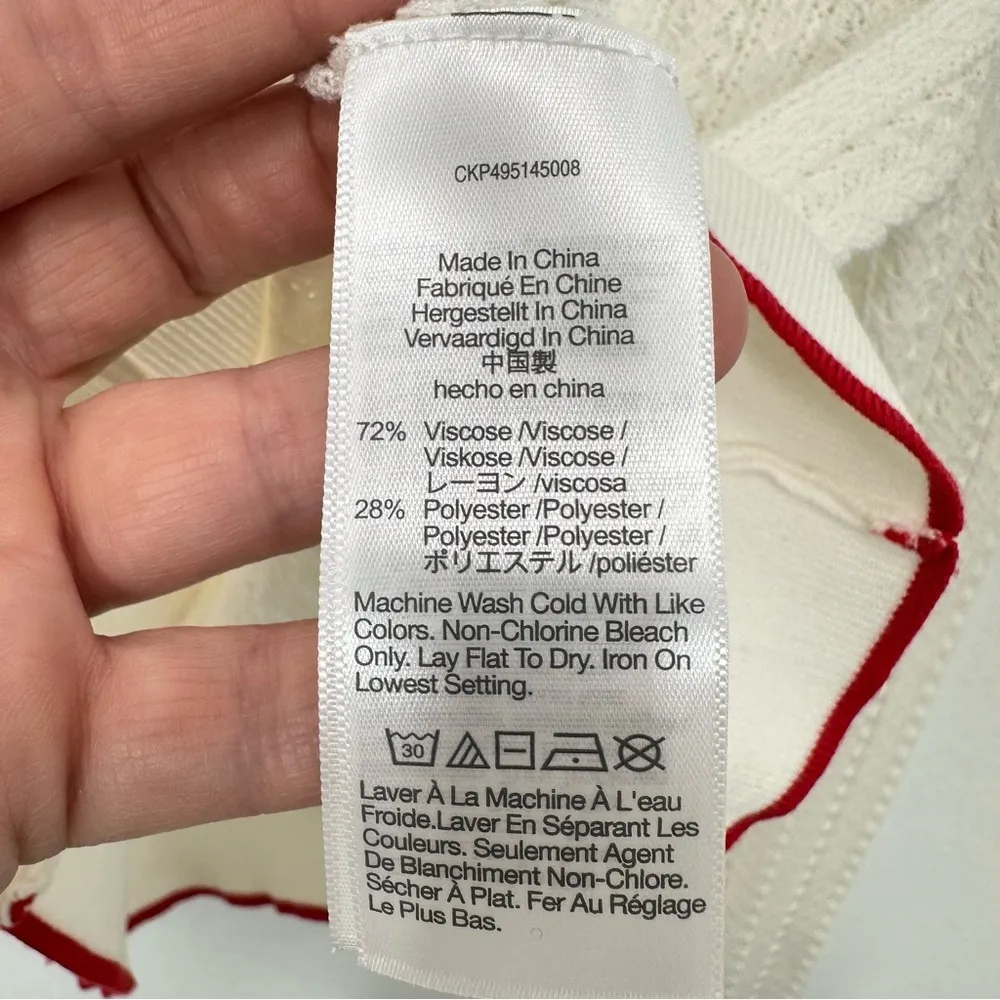 CKP495145008
Made In China
Fabriqué En Chine
Hergestellt In China
Vervaardigd In China
中国製
hecho en china
72% Viscose /Viscose /
Viskose /Viscose /
レーヨン /viscosa
28% Polyester /Polyester /
Polyester /Polyester /
ポリエステル /poliéster
Machine Wash Cold With Like
Colors. Non-Chlorine Bleach
Only. Lay Flat To Dry. Iron On
Lowest Setting.
30
Laver À La Machine À L'eau
Froide.Laver En Séparant Les
Couleurs. Seulement Agent
De Blanchiment Non-Chlore.
Sécher À Plat. Fer Au Réglage
Le Plus Bas.